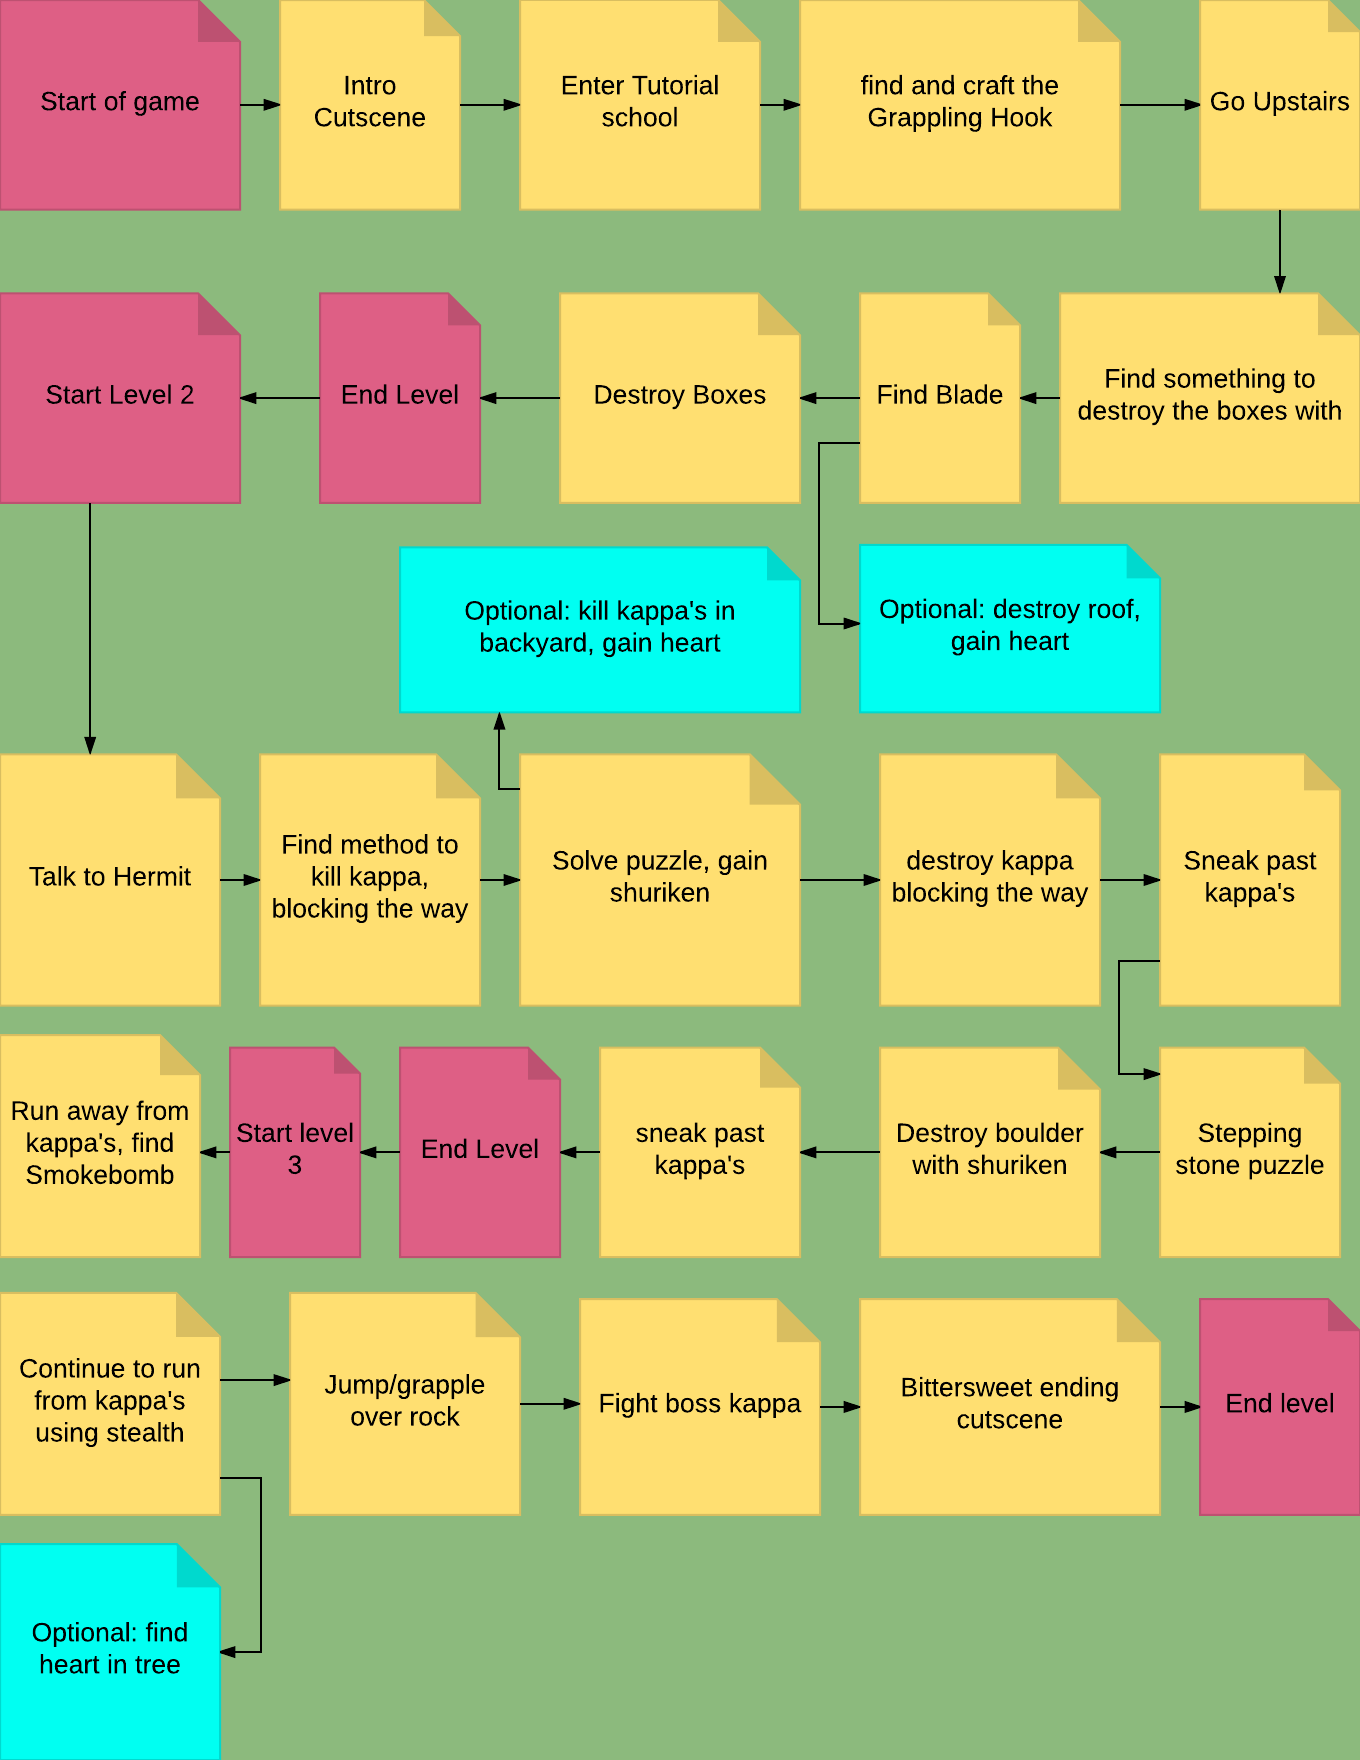 Start of game
Intro
Cutscene
Enter Tutorial
school
find and craft the
Grappling Hook
Go Upstairs
Start Level 2
End Level
Destroy Boxes
Find Blade
Find something to
destroy the boxes with
Optional: kill kappa's in
backyard, gain heart
Optional: destroy roof,
gain heart
Talk to Hermit
Find method to
kill kappa,
blocking the way
Solve puzzle, gain
shuriken
destroy kappa
blocking the way
Sneak past
kappa's
Run away from
kappa's, find
Smokebomb
Start level
3
End Level
sneak past
kappa's
Destroy boulder
with shuriken
Stepping
stone puzzle
Continue to run
from kappa's
using stealth
Jump/grapple
over rock
Fight boss kappa
Bittersweet ending
cutscene
End level
Optional: find
heart in tree